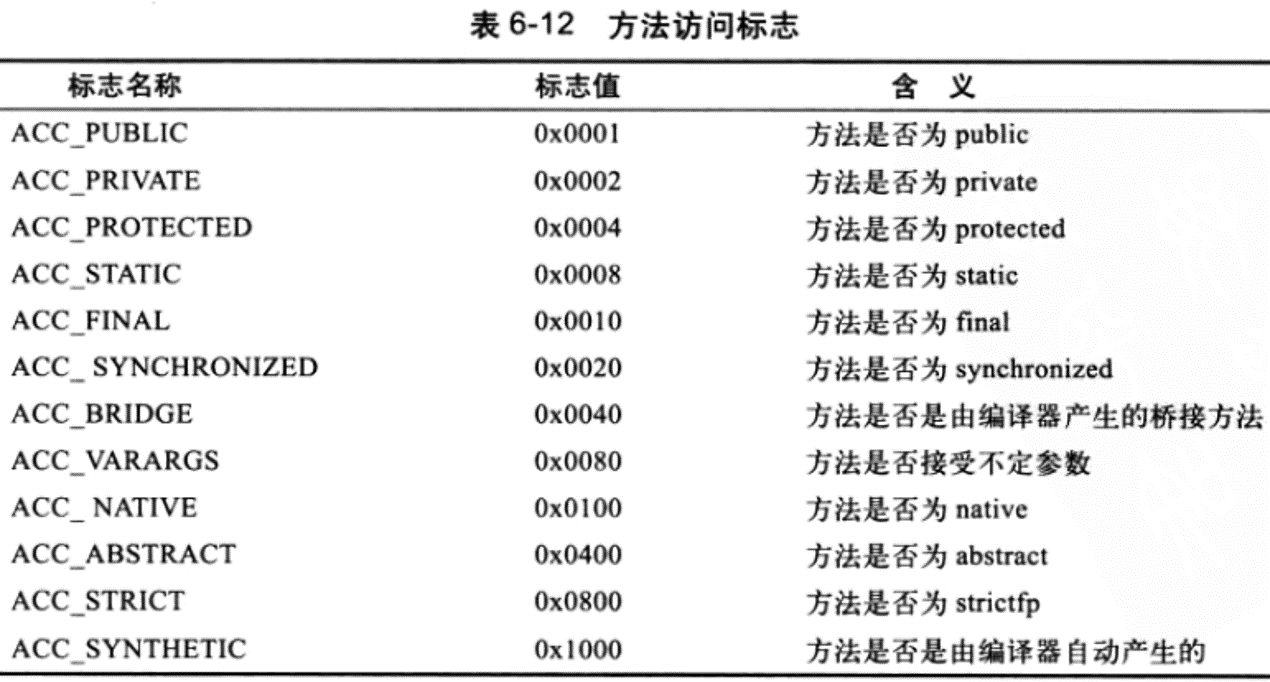 表 6-12 方法访问标志
标志名称 标志值 含 义
ACC_PUBLIC 0x0001 方法是否为 public
ACC_PRIVATE 0x0002 方法是否为 private
ACC_PROTECTED 0x0004 方法是否为 protected
ACC_STATIC 0x0008 方法是否为 static
ACC_FINAL 0x0010 方法是否为 final
ACC_ SYNCHRONIZED 0x0020 方法是否为 synchronized
ACC_BRIDGE 0x0040 方法是否是由编译器产生的桥接方法
ACC_VARARGS 0x0080 方法是否接受不定参数
ACC_ NATIVE 0x0100 方法是否为 native
ACC_ABSTRACT 0x0400 方法是否为 abstract
ACC_STRICT 0x0800 方法是否为 strictfp
ACC_SYNTHETIC 0x1000 方法是否是由编译器自动产生的